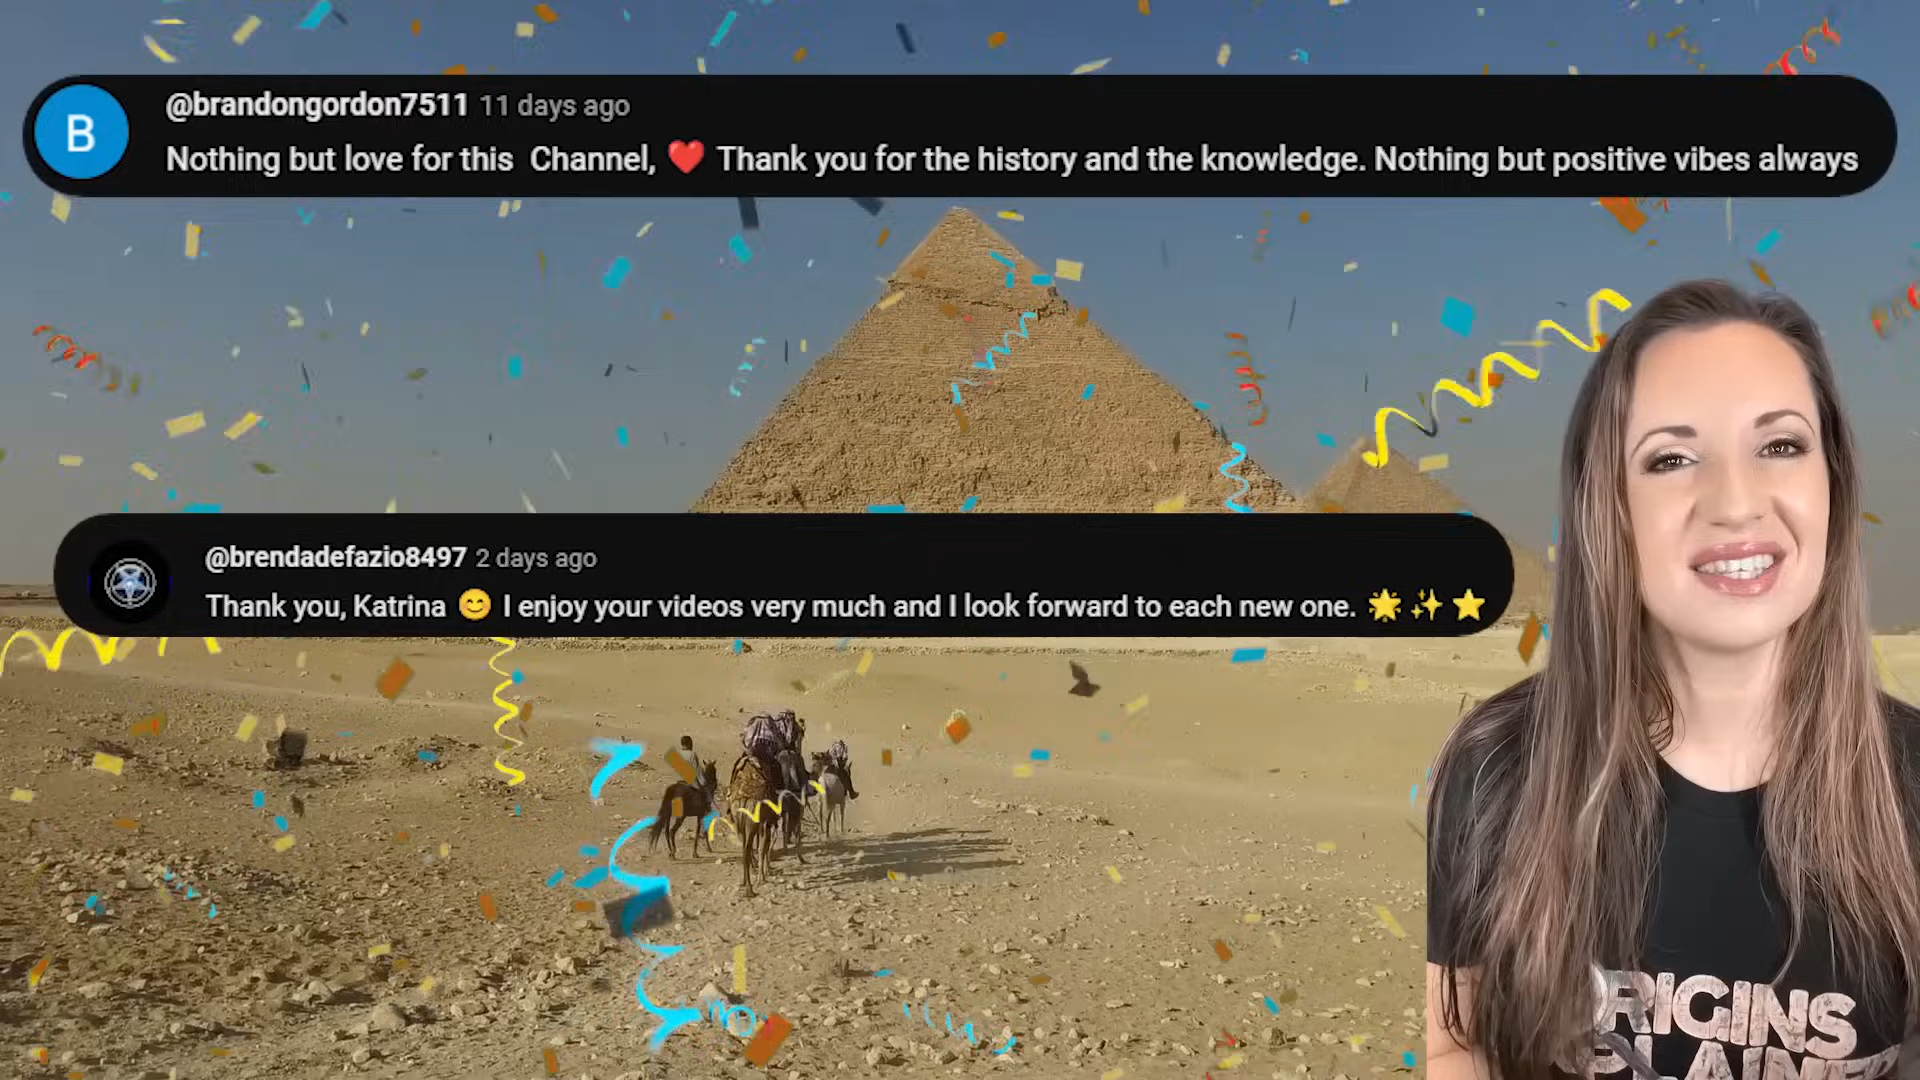 B
@brandongordon7511 11 days ago
Nothing but love for this Channel, ❤️ Thank you for the history and the knowledge. Nothing but positive vibes always
@brendadefazio8497 2 days ago
Thank you, Katrina 😊 I enjoy your videos very much and I look forward to each new one. 🌟✨⭐
RIGINS
PLAINE